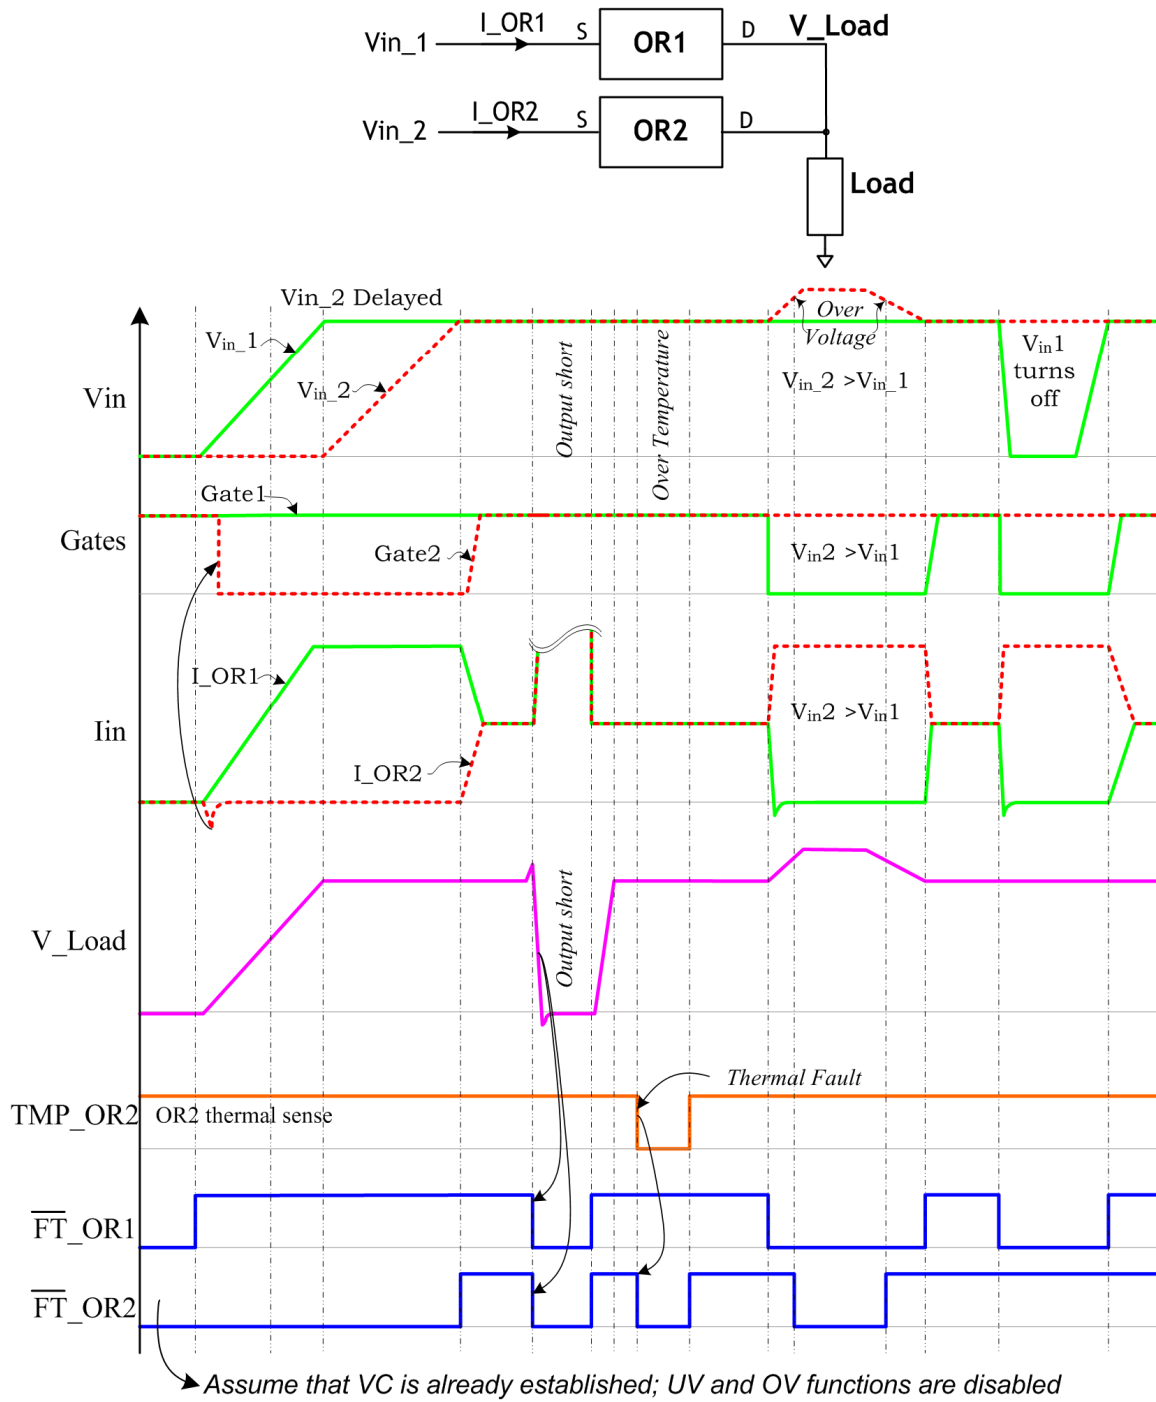 I_OR1
V_Load
Vin_1
S
OR1
D
I_OR2
Vin_2
S
OR2
D
Load
Vin_2 Delayed
Vin_1
Vin_2
Vin
Output short
Over Temperature
Over
Voltage
Vin_2 >Vin_1
Vin1
turns
off
Gate1
Gates
Gate2
Vin2 >Vin1
I_OR1
Iin
I_OR2
Vin2 >Vin1
V_Load
Output short
Thermal Fault
TMP_OR2
OR2 thermal sense
FT_OR1
FT_OR2
Assume that VC is already established; UV and OV functions are disabled